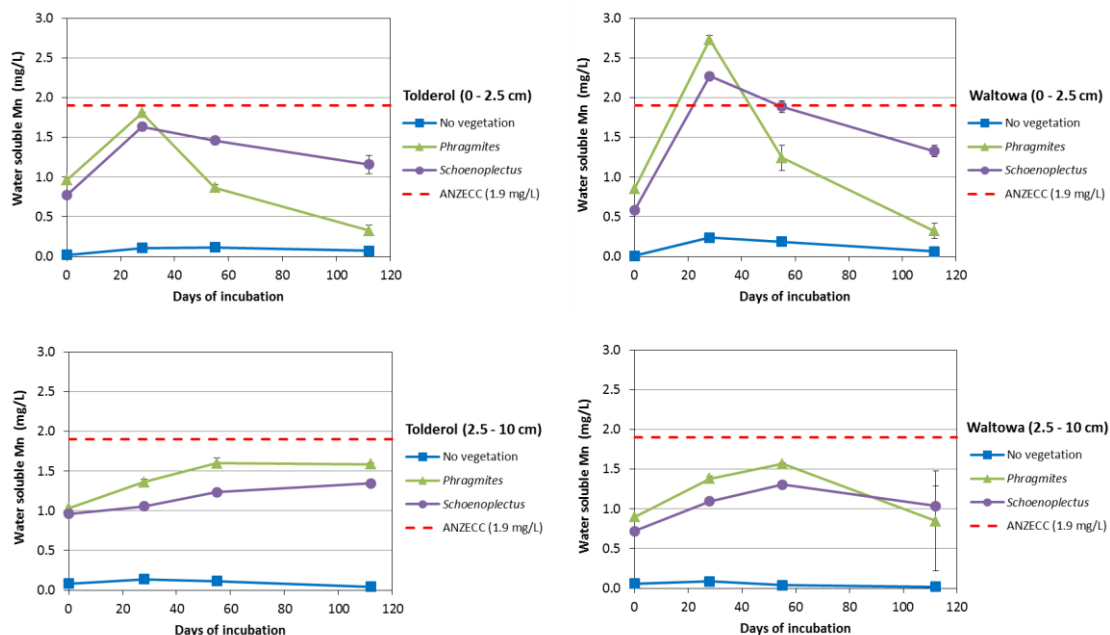 3.0
2.5
2.0
1.5
1.0
0.5
0.0
Water soluble Mn (mg/L)
0 20 40 60 80 100 120
Days of incubation
Tolderol (0 - 2.5 cm)
No vegetation
Phragmites
Schoenoplectus
ANZECC (1.9 mg/L)
3.0
2.5
2.0
1.5
1.0
0.5
0.0
Water soluble Mn (mg/L)
0 20 40 60 80 100 120
Days of incubation
Waltowa (0 - 2.5 cm)
No vegetation
Phragmites
Schoenoplectus
ANZECC (1.9 mg/L)
3.0
2.5
2.0
1.5
1.0
0.5
0.0
Water soluble Mn (mg/L)
0 20 40 60 80 100 120
Days of incubation
Tolderol (2.5 - 10 cm)
No vegetation
Phragmites
Schoenoplectus
ANZECC (1.9 mg/L)
3.0
2.5
2.0
1.5
1.0
0.5
0.0
Water soluble Mn (mg/L)
0 20 40 60 80 100 120
Days of incubation
Waltowa (2.5 - 10 cm)
No vegetation
Phragmites
Schoenoplectus
ANZECC (1.9 mg/L)